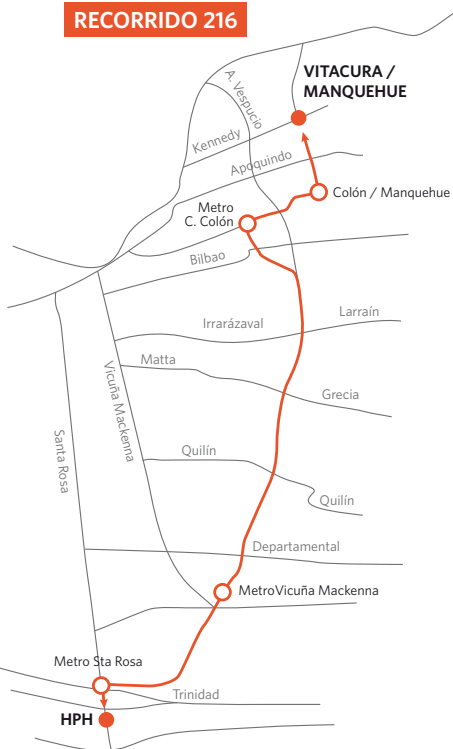 RECORRIDO 216
VITACURA /
MANQUEHUE
A. Vespucio
Kennedy
Apoquindo
Colón / Manquehue
Metro
C. Colón
Bilbao
Larraín
Irrarázaval
Matta
Vicuña Mackenna
Grecia
Santa Rosa
Quilín
Quilín
Departamental
MetroVicuña Mackenna
Metro Sta Rosa
Trinidad
HPH